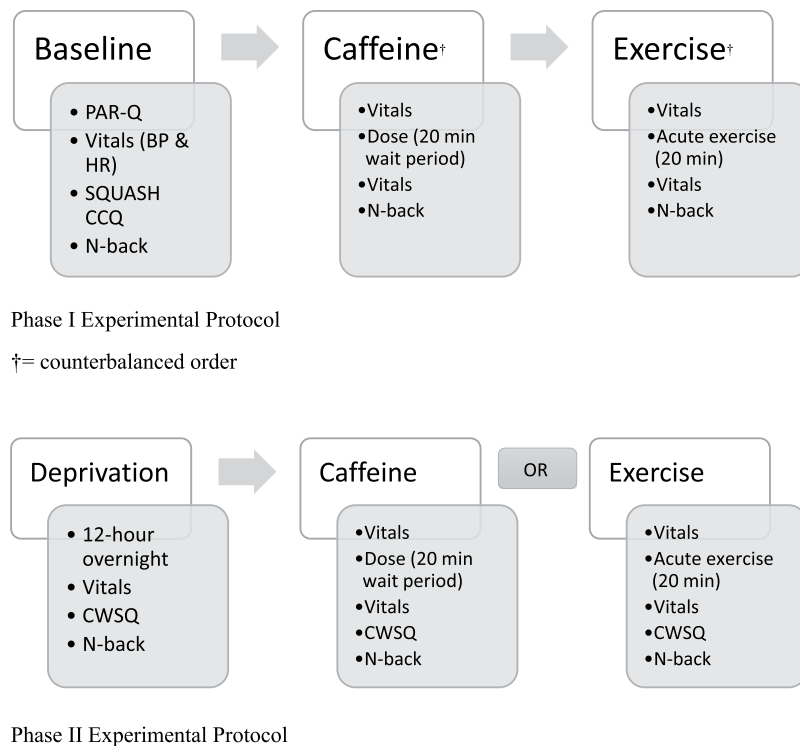 Baseline
• PAR-Q
• Vitals (BP &
HR)
• SQUASH
CCQ
• N-back
Caffeine†
•Vitals
•Dose (20 min
wait period)
•Vitals
•N-back
Exercise†
•Vitals
•Acute exercise
(20 min)
•Vitals
•N-back
Phase I Experimental Protocol
†= counterbalanced order
Deprivation
• 12-hour
overnight
• Vitals
• CWSQ
• N-back
Caffeine
•Vitals
•Dose (20 min
wait period)
•Vitals
•CWSQ
•N-back
OR
Exercise
•Vitals
•Acute exercise
(20 min)
•Vitals
•CWSQ
•N-back
Phase II Experimental Protocol